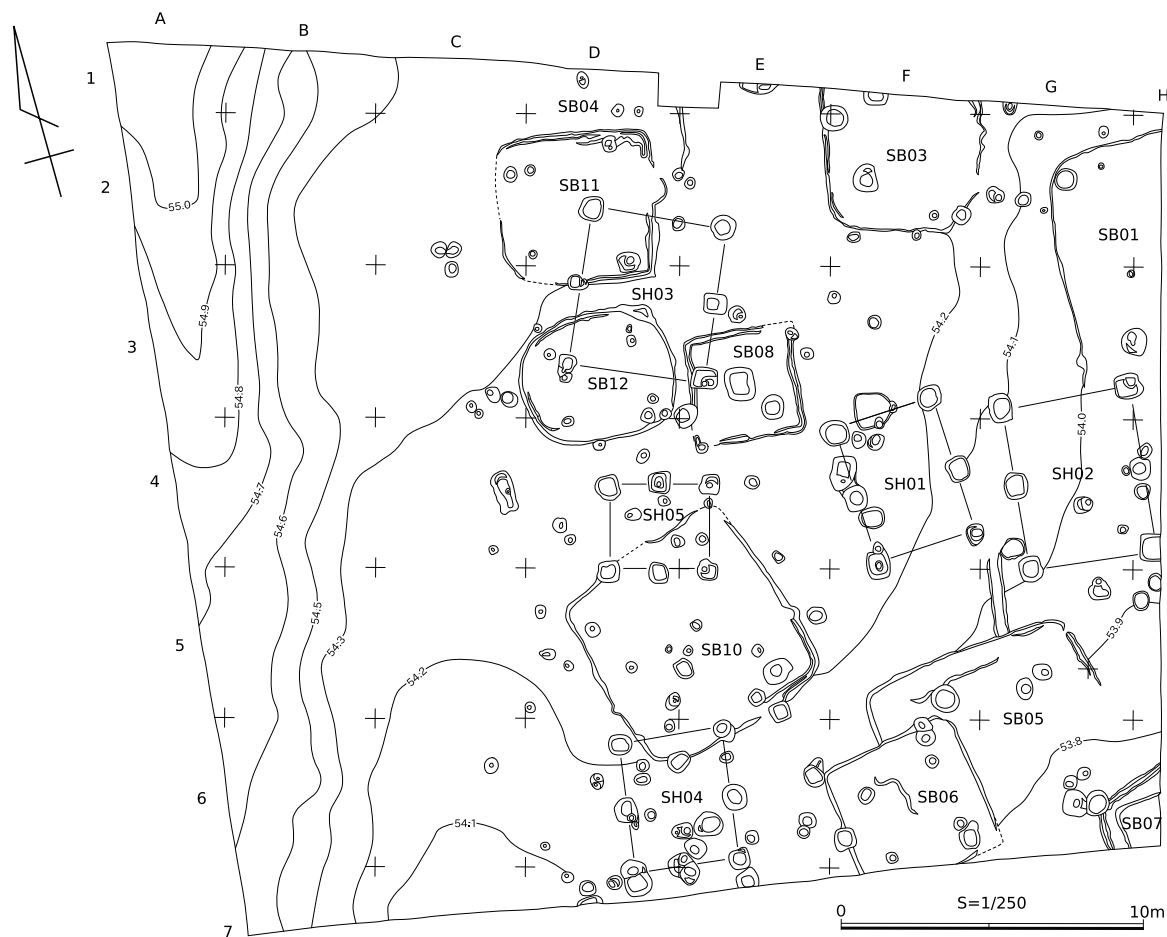 A
B
C
D
E
F
G
H
1
2
3
4
5
6
7
SB04
SB11
SB03
SB01
SH03
SB08
SB12
SH01
SH02
SH05
SB10
SB05
SH04
SB06
SB07
55.0
54.9
54.8
54.7
54.6
54.5
54.3
54.2
54.1
54.2
54.1
54.0
53.9
53.8
S=1/250
0
10m